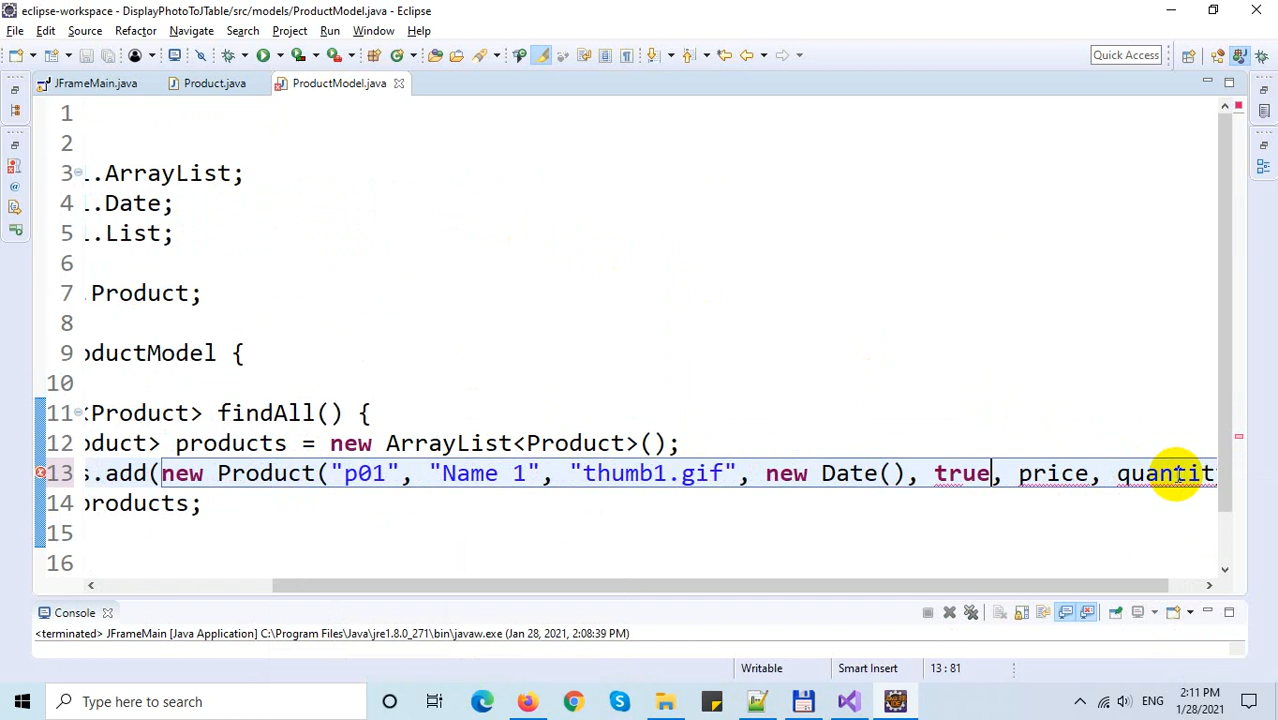 eclipse-workspace - DisplayPhotoToJTable/src/models/ProductModel.java - Eclipse
File Edit Source Refactor Navigate Search Project Run Window Help
Quick Access
JFrameMain.java Product.java ProductModel.java
1
2
3 l.ArrayList;
4 l.Date;
5 l.List;
6
7 .Product;
8
9 oductModel {
10
11 <Product> findAll() {
12 oduct> products = new ArrayList<Product>();
13 s.add(new Product("p01", "Name 1", "thumb1.gif", new Date(), true, price, quantit
14 products;
15
16
Console
<terminated> JFrameMain [Java Application] C:\Program Files\Java\jre1.8.0_271\bin\javaw.exe (Jan 28, 2021, 2:08:39 PM)
Writable Smart Insert 13 : 81
Type here to search
ENG
2:11 PM
1/28/2021